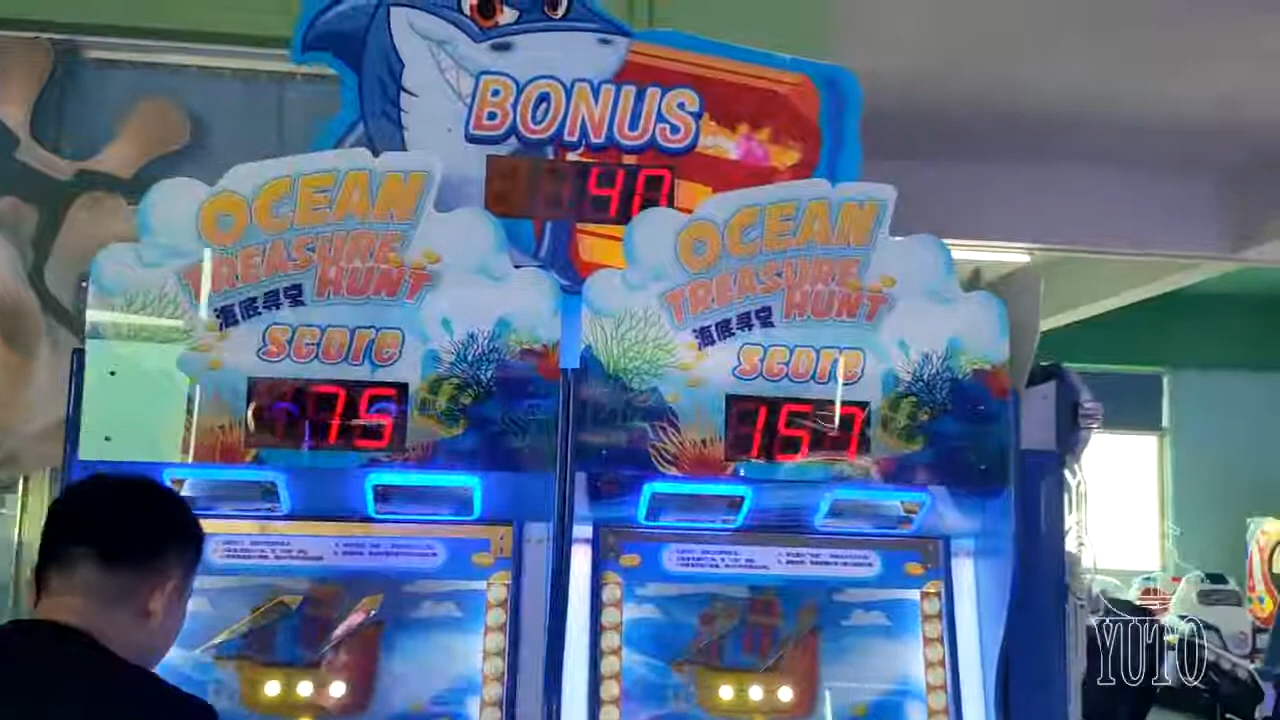 BONUS
40
OCEAN
TREASURE
HUNT
海底寻宝
score
75
OCEAN
TREASURE
HUNT
海底寻宝
score
157
YUTO